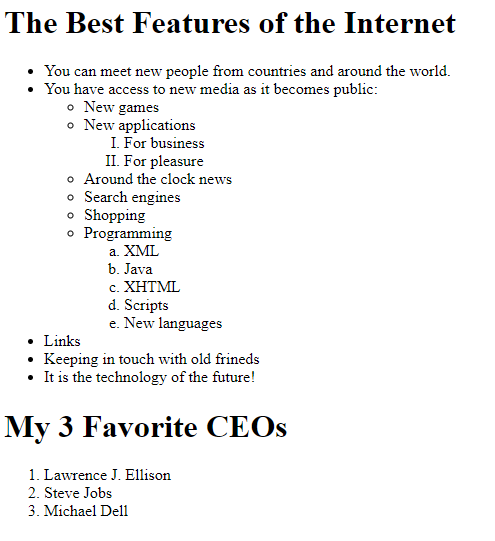 The Best Features of the Internet
• You can meet new people from countries and around the world.
• You have access to new media as it becomes public:
◦ New games
◦ New applications
I. For business
II. For pleasure
◦ Around the clock news
◦ Search engines
◦ Shopping
◦ Programming
a. XML
b. Java
c. XHTML
d. Scripts
e. New languages
• Links
• Keeping in touch with old frineds
• It is the technology of the future!
My 3 Favorite CEOs
1. Lawrence J. Ellison
2. Steve Jobs
3. Michael Dell